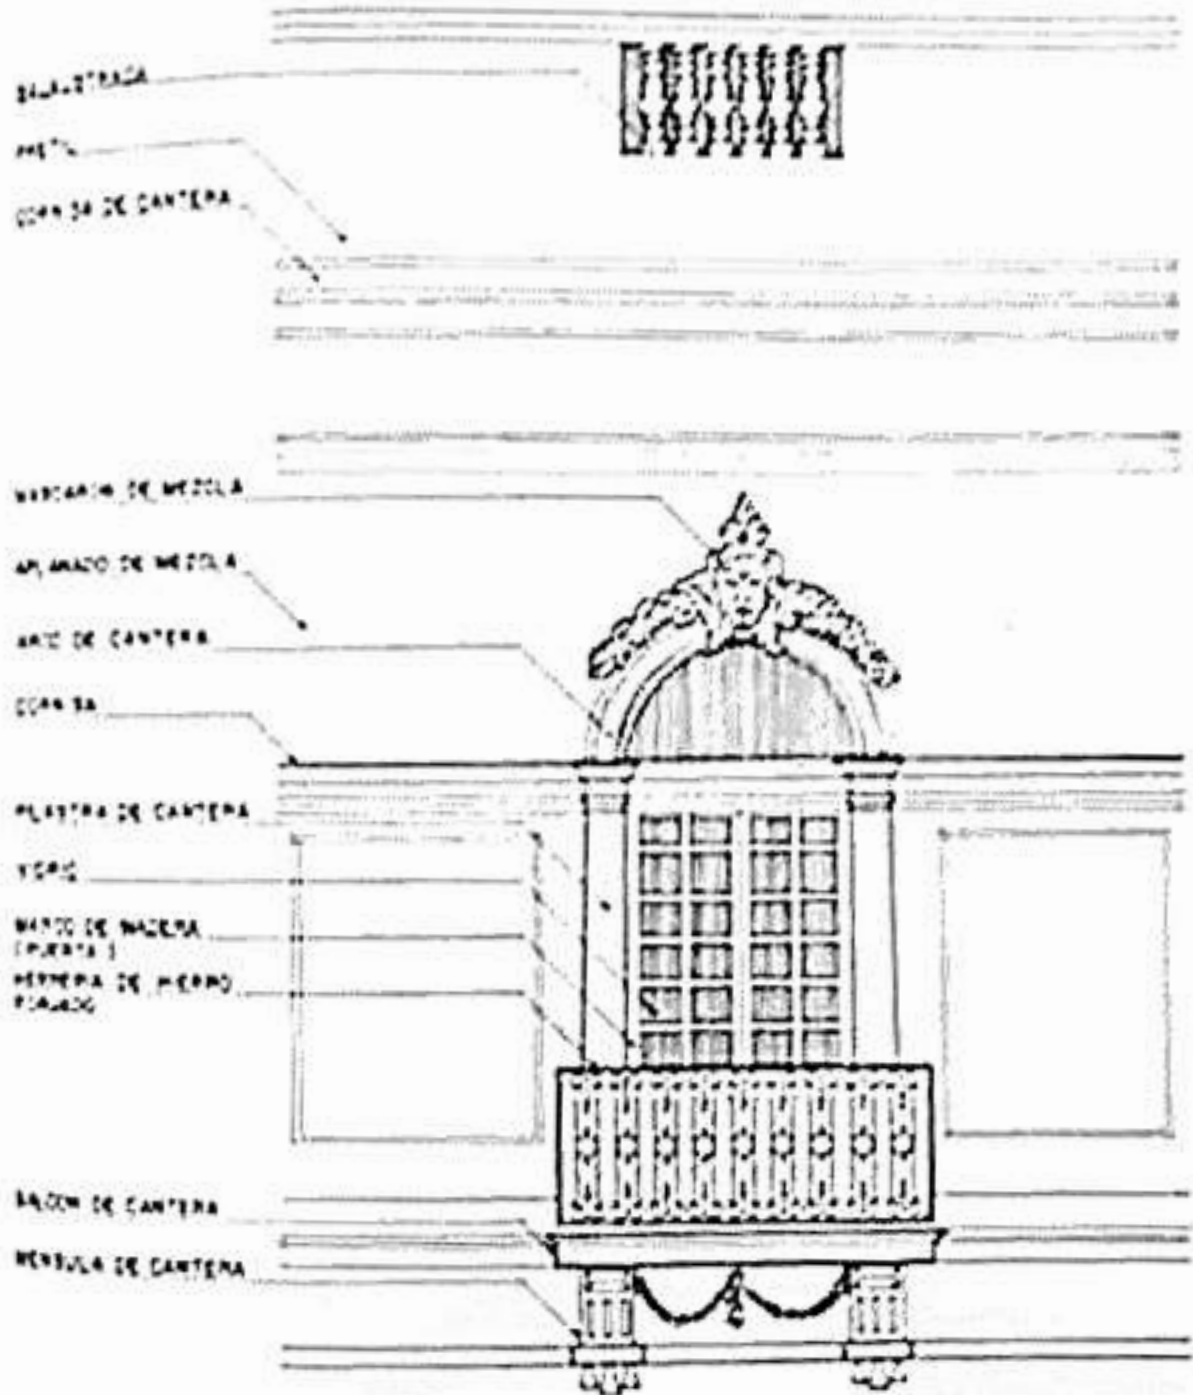 BALAUSTRADA
PRETIL
CORNISA DE CANTERA
MASCARON DE MEZCLA
APLANADO DE MEZCLA
ARCO DE CANTERA
CORNISA
PILASTRA DE CANTERA
VIDRIO
MARCO DE MADERA
(PUERTA)
HERRERIA DE HIERRO
FORJADO
BALCON DE CANTERA
MENSULA DE CANTERA